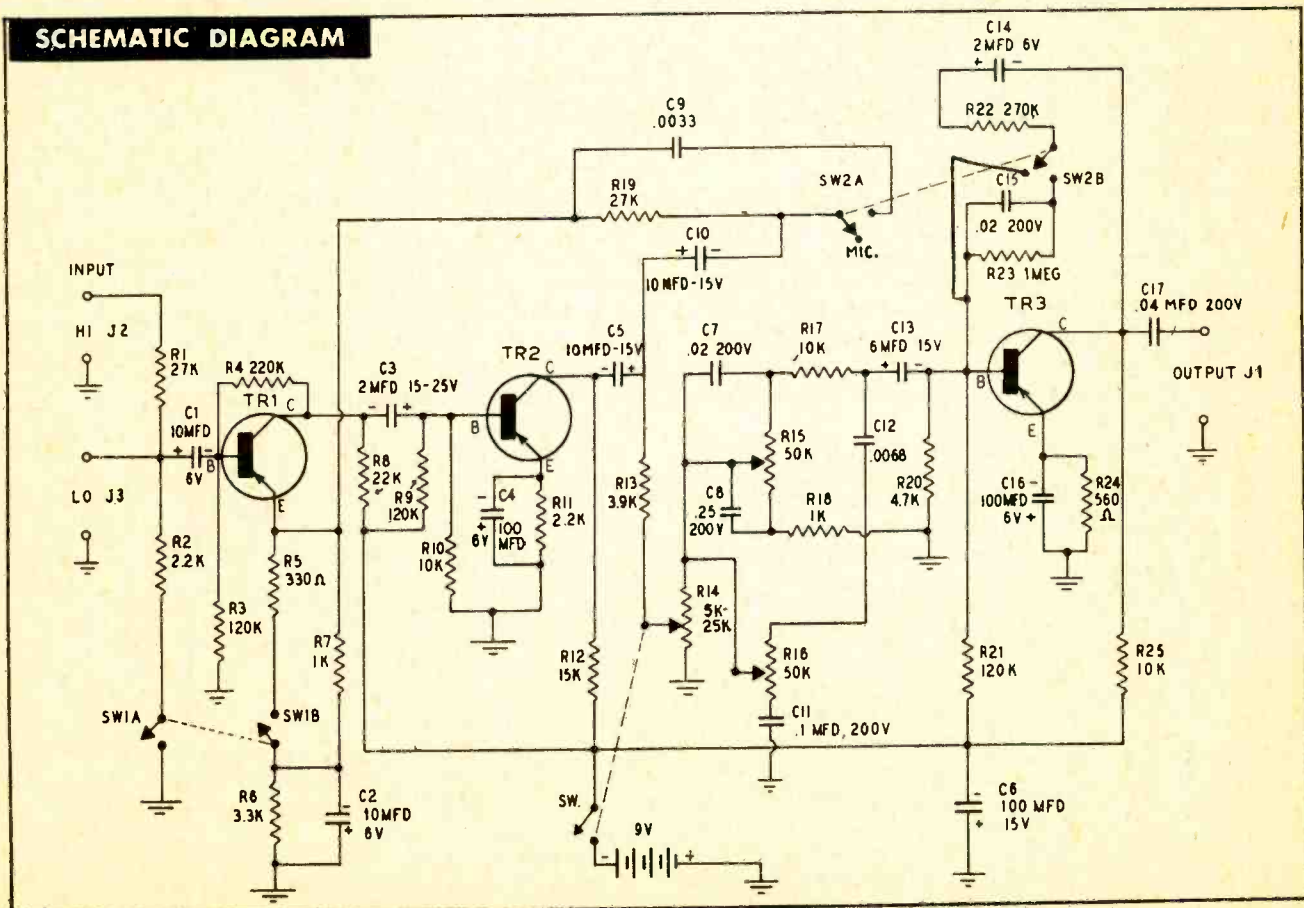 SCHEMATIC DIAGRAM
C14
2MFD 6V
+ -
R22 270K
C9
.0033
SW2A
SW2B
C15
.02 200V
R23 1MEG
R19
27K
MIC.
C10
+ -
10MFD-15V
INPUT
HI J2
R1
27K
R4 220K
TR1
C
C1
10MFD
+ -
6V
B
E
LO J3
C3
2MFD 15-25V
- +
TR2
C
B
E
C5
10MFD-15V
- +
C7
.02 200V
R17
10K
C13
6MFD 15V
+ -
TR3
C
B
E
C17
.04 MFD 200V
OUTPUT J1
R8
22K
R9
120K
R10
10K
C4
-
+
6V
100
MFD
R11
2.2K
R13
3.9K
R15
50K
C8
.25
200V
R18
1K
C12
.0068
R20
4.7K
C16 -
100MFD
6V +
R24
560
Ω
R2
2.2K
R3
120K
R5
330Ω
R7
1K
R12
15K
R14
5K-
25K
R16
50K
C11
.1 MFD, 200V
R21
120K
R25
10K
SW1A
SW1B
R6
3.3K
C2
-
10MFD
+
6V
SW.
9V
- +
C6
-
100 MFD
+
15V